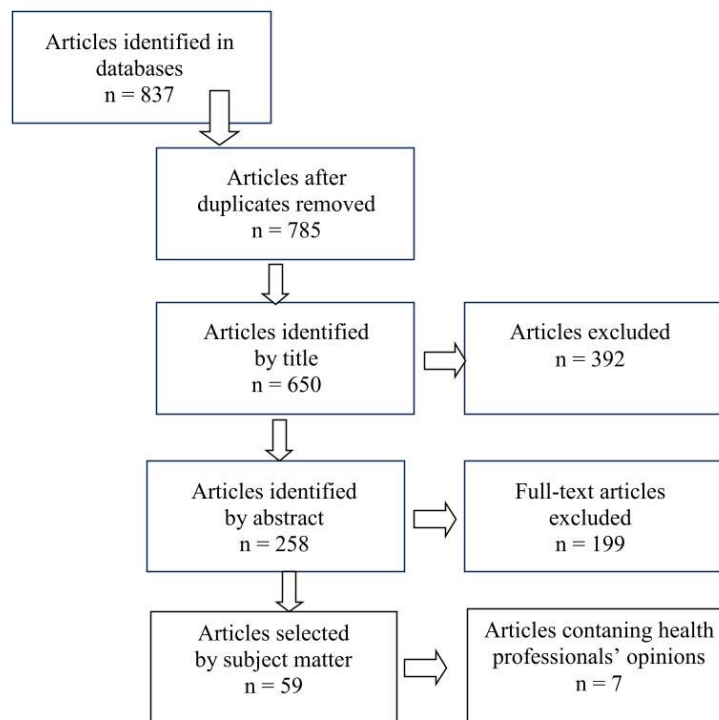 Articles identified in
databases
n = 837
Articles after
duplicates removed
n = 785
Articles identified
by title
n = 650
Articles excluded
n = 392
Articles identified
by abstract
n = 258
Full-text articles
excluded
n = 199
Articles selected
by subject matter
n = 59
Articles contaning health
professionals’ opinions
n = 7